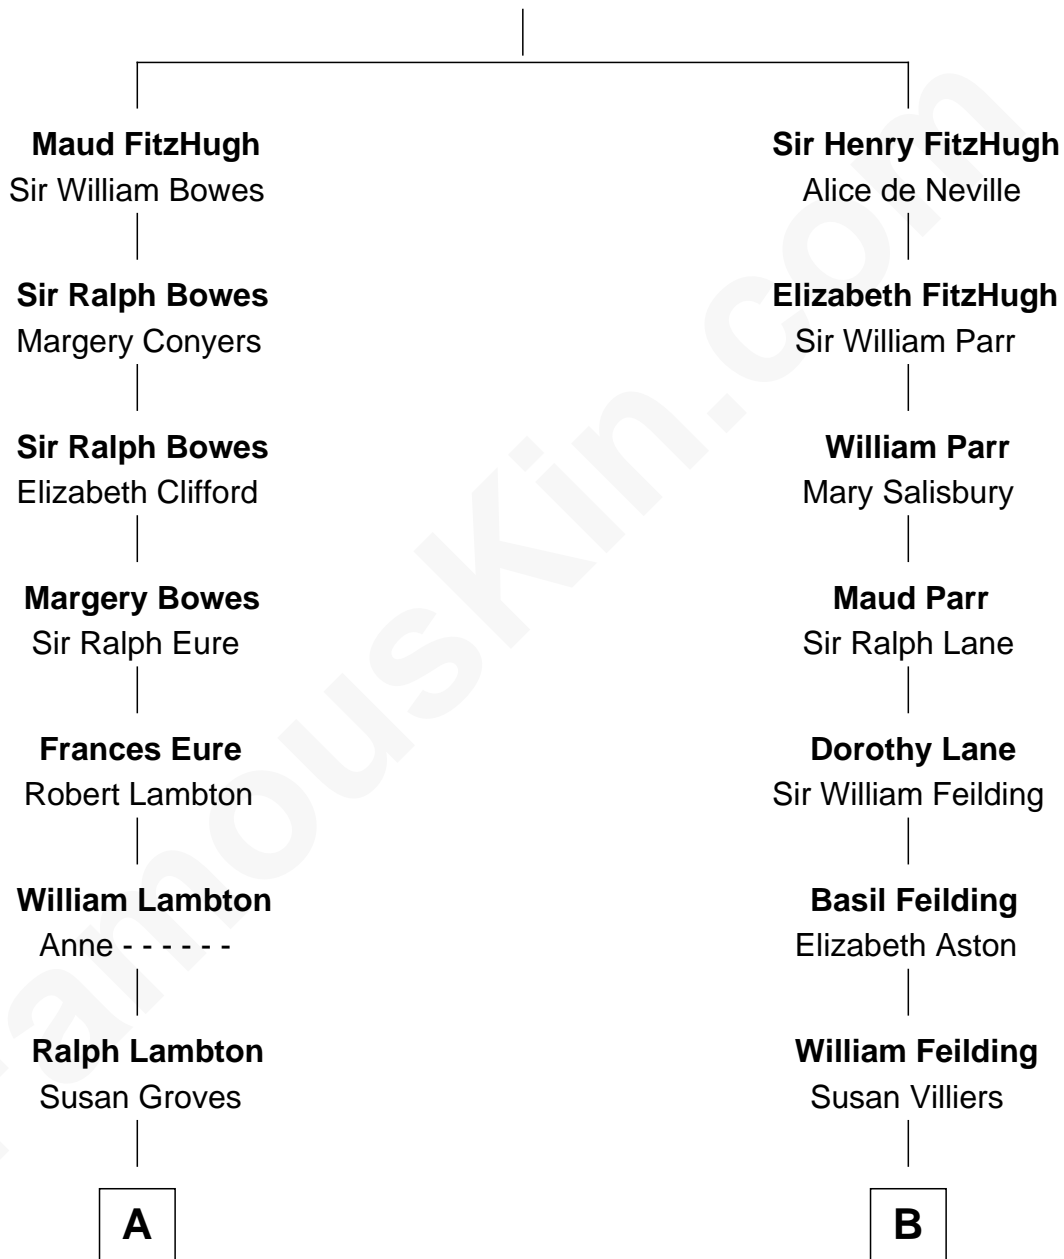 Maud FitzHugh
Sir William Bowes
Sir Ralph Bowes
Margery Conyers
Sir Ralph Bowes
Elizabeth Clifford
Margery Bowes
Sir Ralph Eure
Frances Eure
Robert Lambton
William Lambton
Anne - - - - - -
Ralph Lambton
Susan Groves
A
Sir Henry FitzHugh
Alice de Neville
Elizabeth FitzHugh
Sir William Parr
William Parr
Mary Salisbury
Maud Parr
Sir Ralph Lane
Dorothy Lane
Sir William Feilding
Basil Feilding
Elizabeth Aston
William Feilding
Susan Villiers
B
FamousKin.com